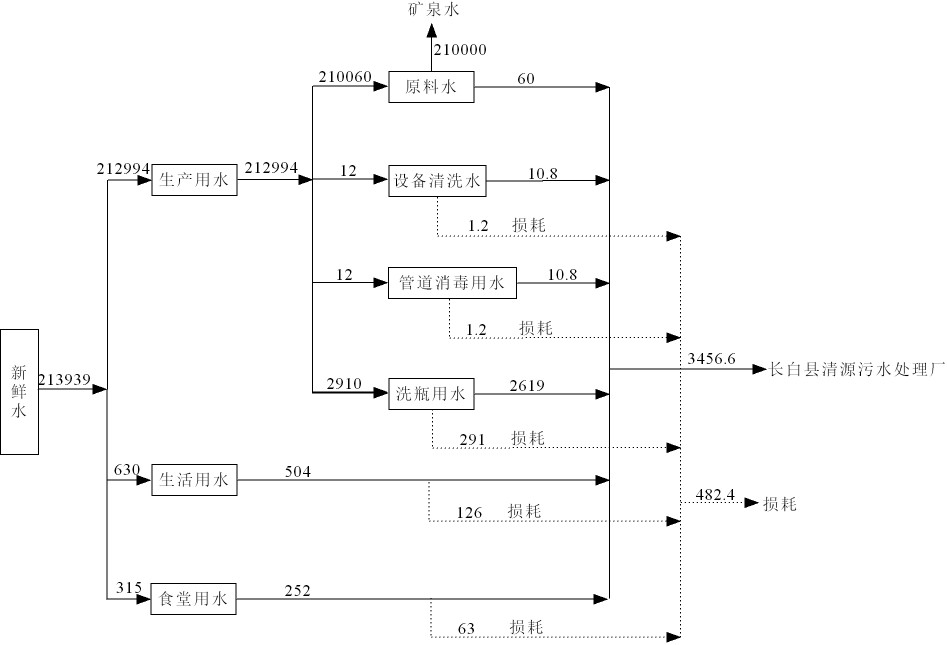 矿泉水
210000
210060
原料水
60
212994
生产用水
212994
12
设备清洗水
10.8
1.2 损耗
12
管道消毒用水
10.8
1.2 损耗
新鲜水
213939
3456.6
长白县清源污水处理厂
2910
洗瓶用水
2619
291 损耗
630
生活用水
504
482.4
损耗
126 损耗
315
食堂用水
252
63 损耗